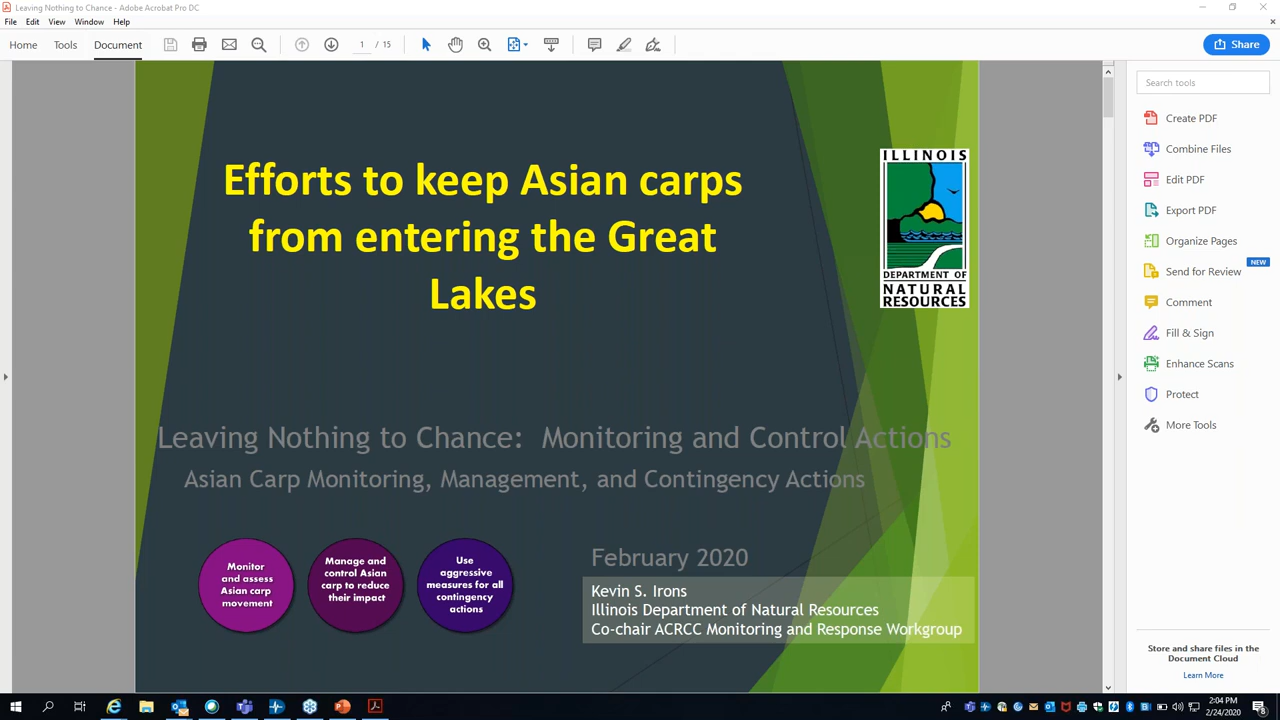 Leaving Nothing to Chance - Adobe Acrobat Pro DC
File Edit View Window Help
Home Tools Document
1 / 15
Share
Search tools
Create PDF
Combine Files
Edit PDF
Export PDF
Organize Pages
Send for Review
NEW
Comment
Fill & Sign
Enhance Scans
Protect
More Tools
Store and share files in the
Document Cloud
Learn More
Efforts to keep Asian carps
from entering the Great
Lakes
ILLINOIS
DEPARTMENT OF
NATURAL
RESOURCES
Leaving Nothing to Chance: Monitoring and Control Actions
Asian Carp Monitoring, Management, and Contingency Actions
Monitor
and assess
Asian carp
movement
Manage and
control Asian
carp to reduce
their impact
Use
aggressive
measures for all
contingency
actions
February 2020
Kevin S. Irons
Illinois Department of Natural Resources
Co-chair ACRCC Monitoring and Response Workgroup
2:04 PM
2/24/2020